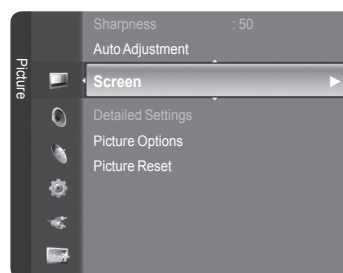 Picture
Sharpness : 50
Auto Adjustment
Screen
Detailed Settings
Picture Options
Picture Reset